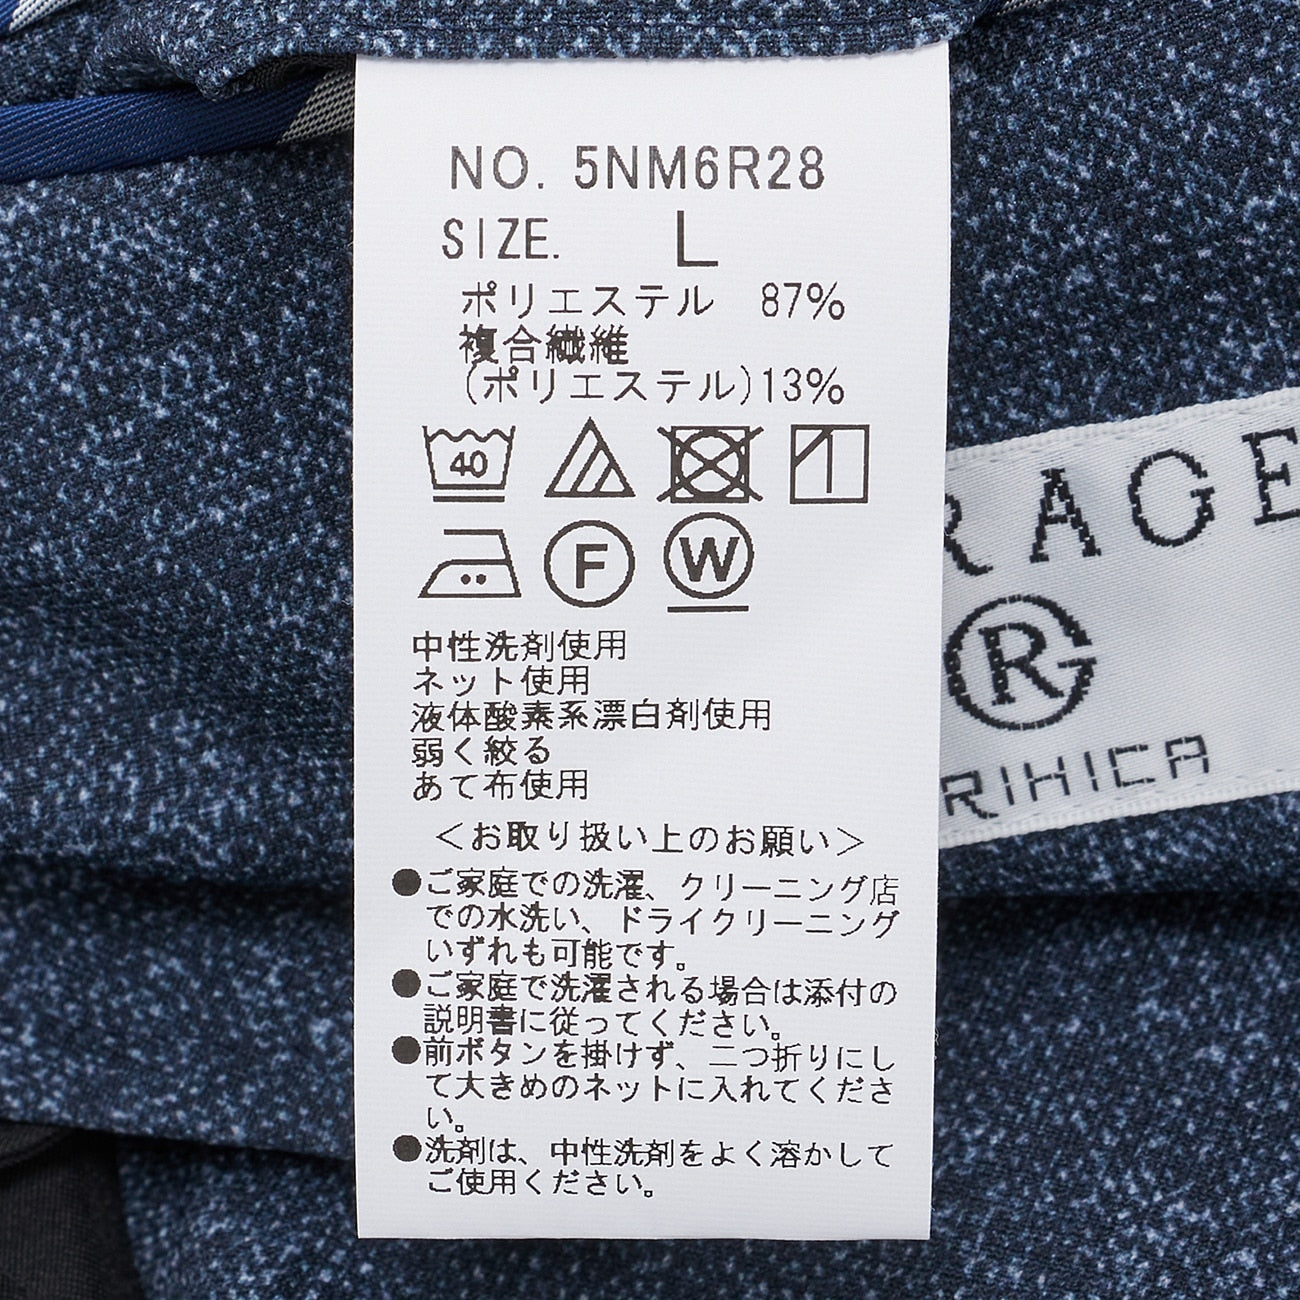 NO. 5NM6R28
SIZE. L
ポリエステル 87%
複合繊維
(ポリエステル)13%
40
F W
中性洗剤使用
ネット使用
液体酸素系漂白剤使用
弱く絞る
あて布使用
＜お取り扱い上のお願い＞
●ご家庭での洗濯、クリーニング店
での水洗い、ドライクリーニング
いずれも可能です。
●ご家庭で洗濯される場合は添付の
説明書に従ってください。
●前ボタンを掛けず、二つ折りにし
て大きめのネットに入れてくださ
い。
●洗剤は、中性洗剤をよく溶かして
ご使用ください。
RAGE
R
RIHICA